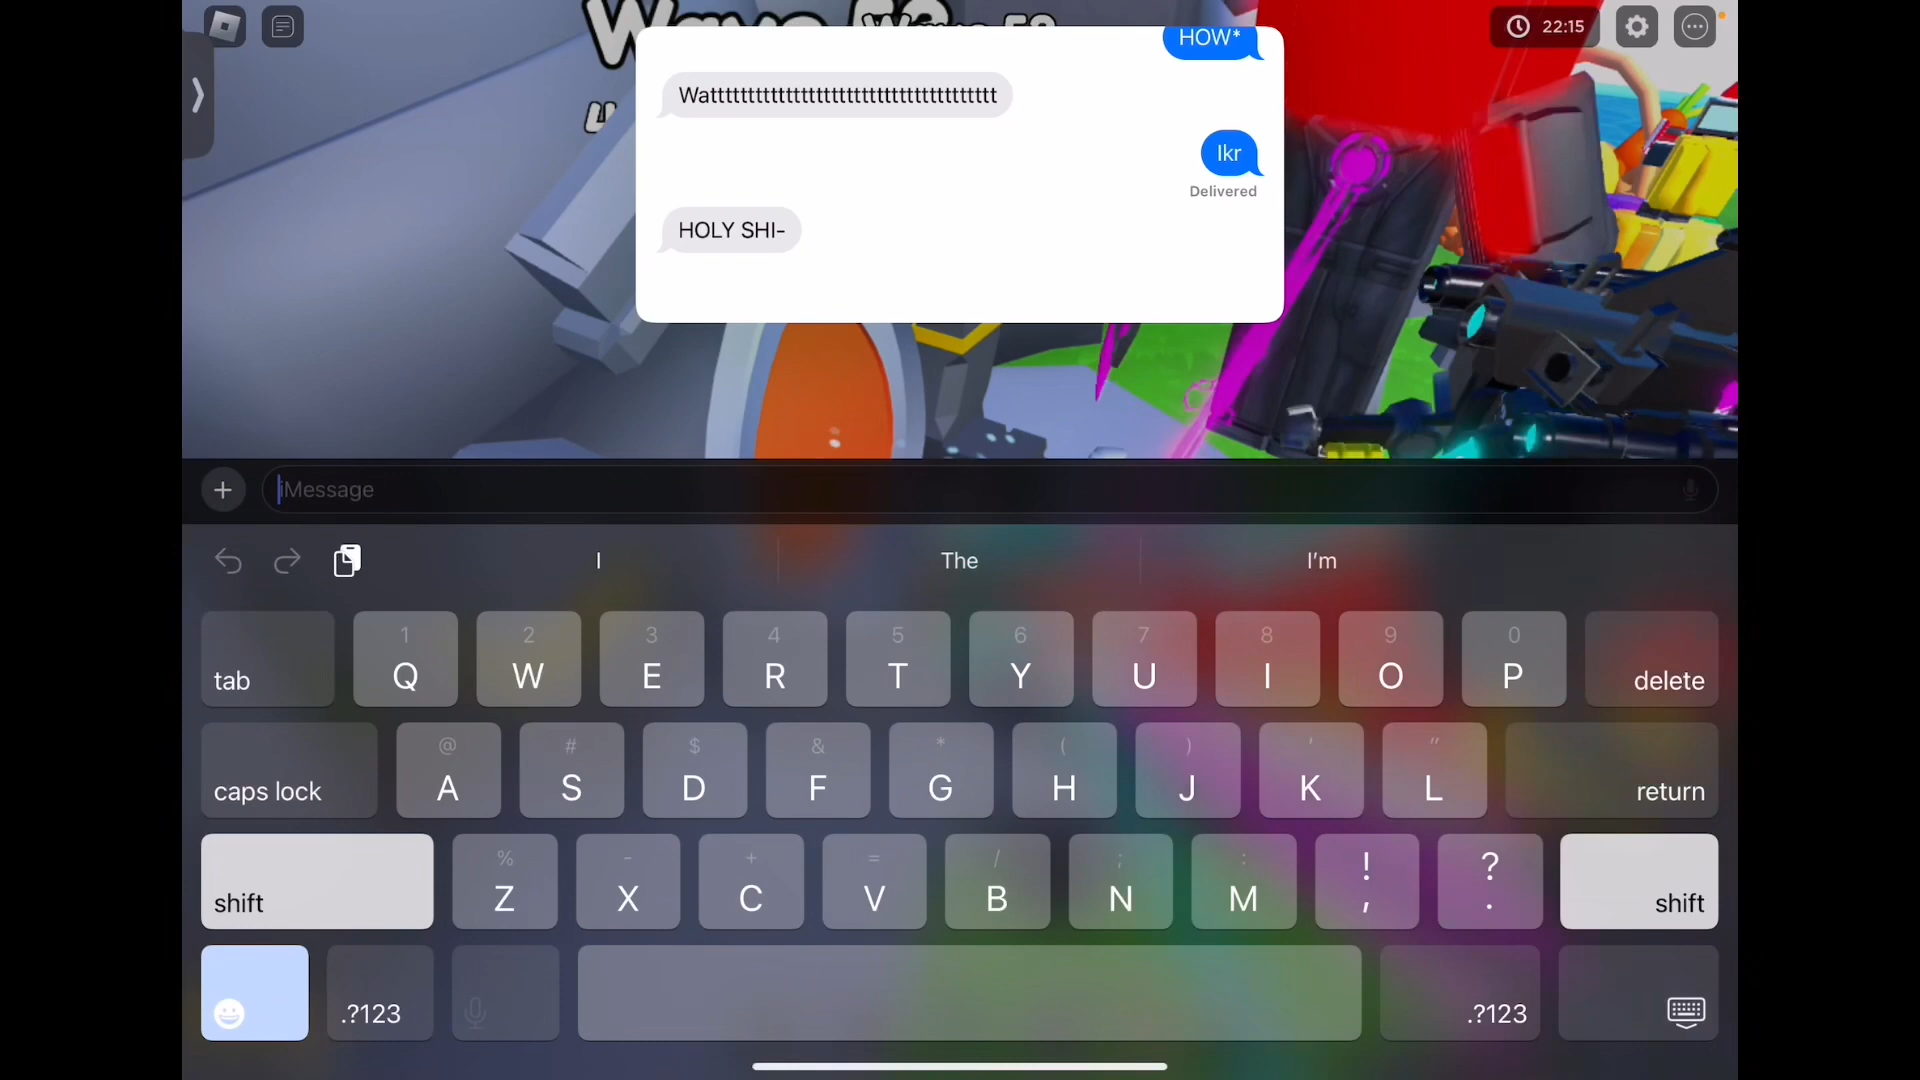 22:15
HOW*
Watttttttttttttttttttttttttttttttttttttt
Ikr
Delivered
HOLY SHI-
iMessage
I
The
I'm
tab
1 2 3 4 5 6 7 8 9 0
Q W E R T Y U I O P
delete
@ # $ & * ( ) ' "
caps lock
A S D F G H J K L
return
% - + = / ; : ! ?
shift
Z X C V B N M , .
shift
.?123
.?123